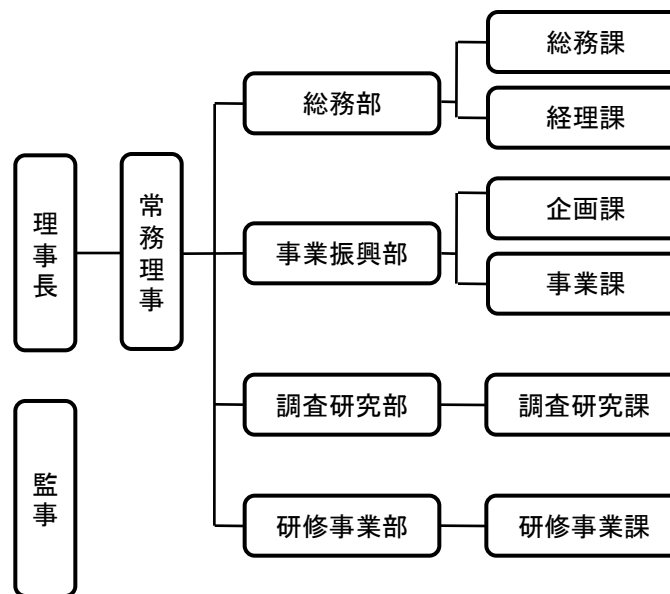 理事長
常務理事
総務部
総務課
経理課
事業振興部
企画課
事業課
調査研究部
調査研究課
研修事業部
研修事業課
監事